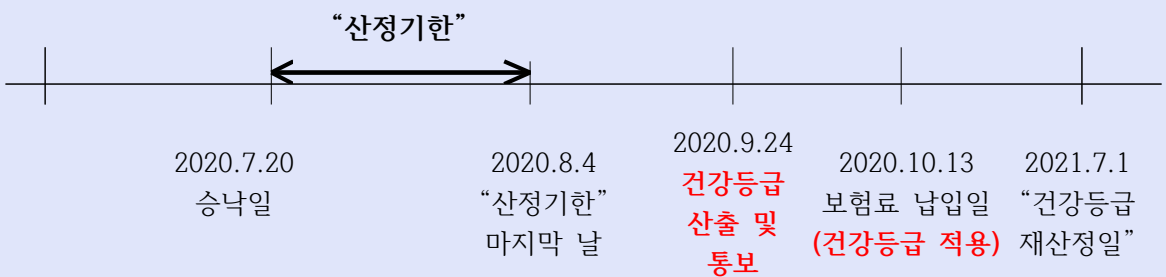 “산정기한”
2020.7.20
승낙일
2020.8.4
“산정기한”
마지막 날
2020.9.24
건강등급
산출 및
통보
2020.10.13
보험료 납입일
(건강등급 적용)
2021.7.1
“건강등급
재산정일”